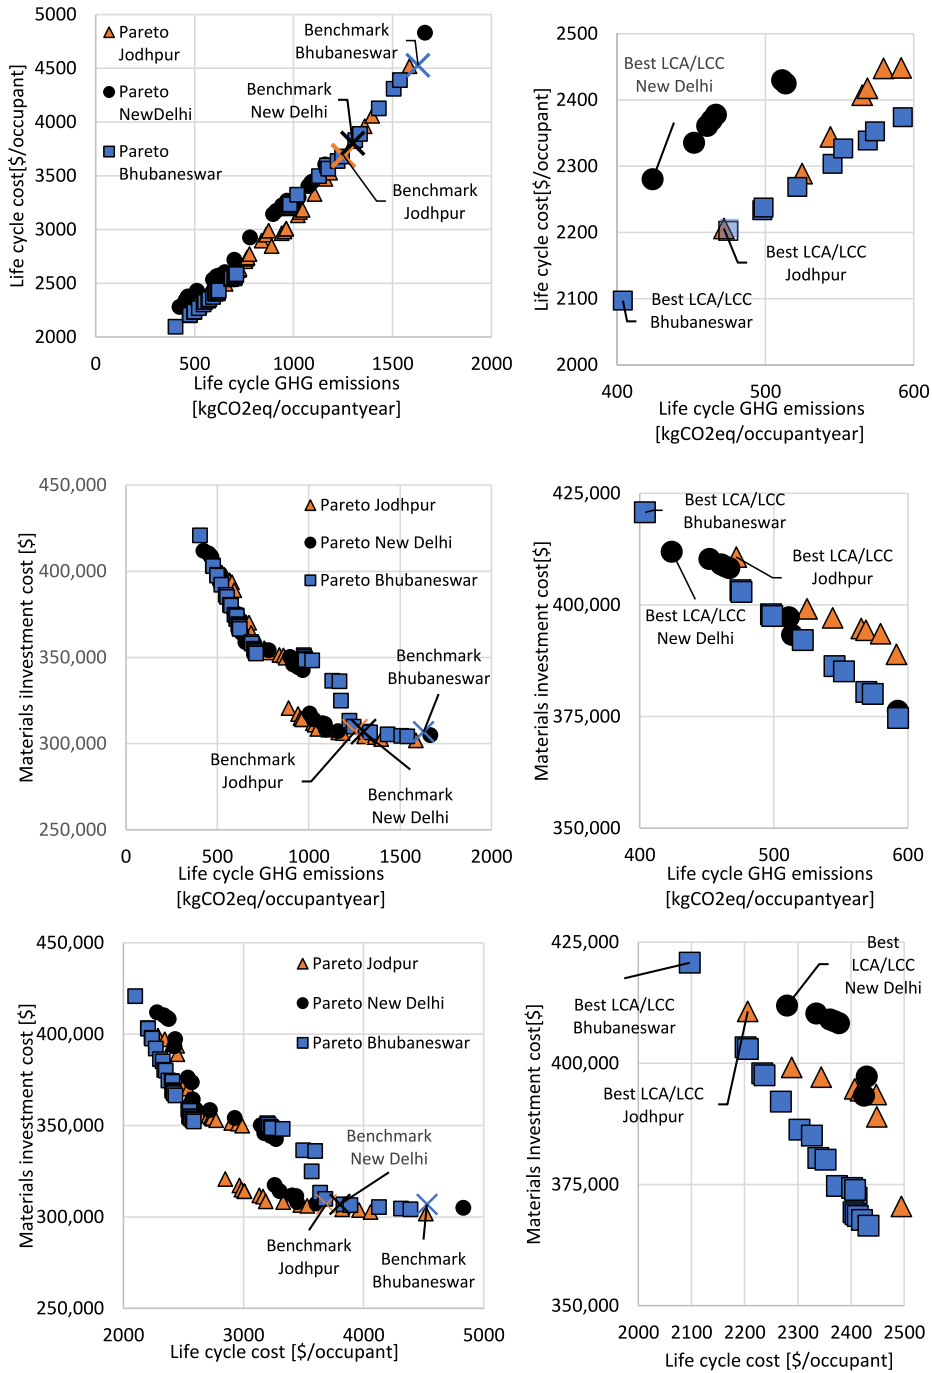 5000
4500
4000
3500
3000
2500
2000
0
500
1000
1500
2000
Life cycle cost[$/occupant]
Life cycle GHG emissions
[kgCO2eq/occupantyear]
Pareto
Jodhpur
Pareto
NewDelhi
Pareto
Bhubaneswar
Benchmark
Bhubaneswar
Benchmark
New Delhi
Benchmark
Jodhpur
2500
2400
2300
2200
2100
2000
400
500
600
Life cycle cost[$/occupant]
Life cycle GHG emissions
[kgCO2eq/occupantyear]
Best LCA/LCC
New Delhi
Best LCA/LCC
Jodhpur
Best LCA/LCC
Bhubaneswar
450,000
400,000
350,000
300,000
250,000
0
500
1000
1500
2000
Materials iInvestment cost [$]
Life cycle GHG emissions
[kgCO2eq/occupantyear]
Pareto Jodhpur
Pareto New Delhi
Pareto Bhubaneswar
Benchmark
Bhubaneswar
Benchmark
Jodhpur
Benchmark
New Delhi
425,000
400,000
375,000
350,000
400
500
600
Materials investment cost[$]
Life cycle GHG emissions
[kgCO2eq/occupantyear]
Best LCA/LCC
Bhubaneswar
Best LCA/LCC
Jodhpur
Best LCA/LCC
New Delhi
450,000
400,000
350,000
300,000
250,000
2000
3000
4000
5000
Materials Investment cost [$]
Life cycle cost [$/occupant]
Pareto Jodpur
Pareto New Delhi
Pareto Bhubaneswar
Benchmark
New Delhi
Benchmark
Jodhpur
Benchmark
Bhubaneswar
425,000
400,000
375,000
350,000
2000
2100
2200
2300
2400
2500
Materials Investment cost[$]
Life cycle cost [$/occupant]
Best
LCA/LCC
New Delhi
Best LCA/LCC
Bhubaneswar
Best LCA/LCC
Jodhpur